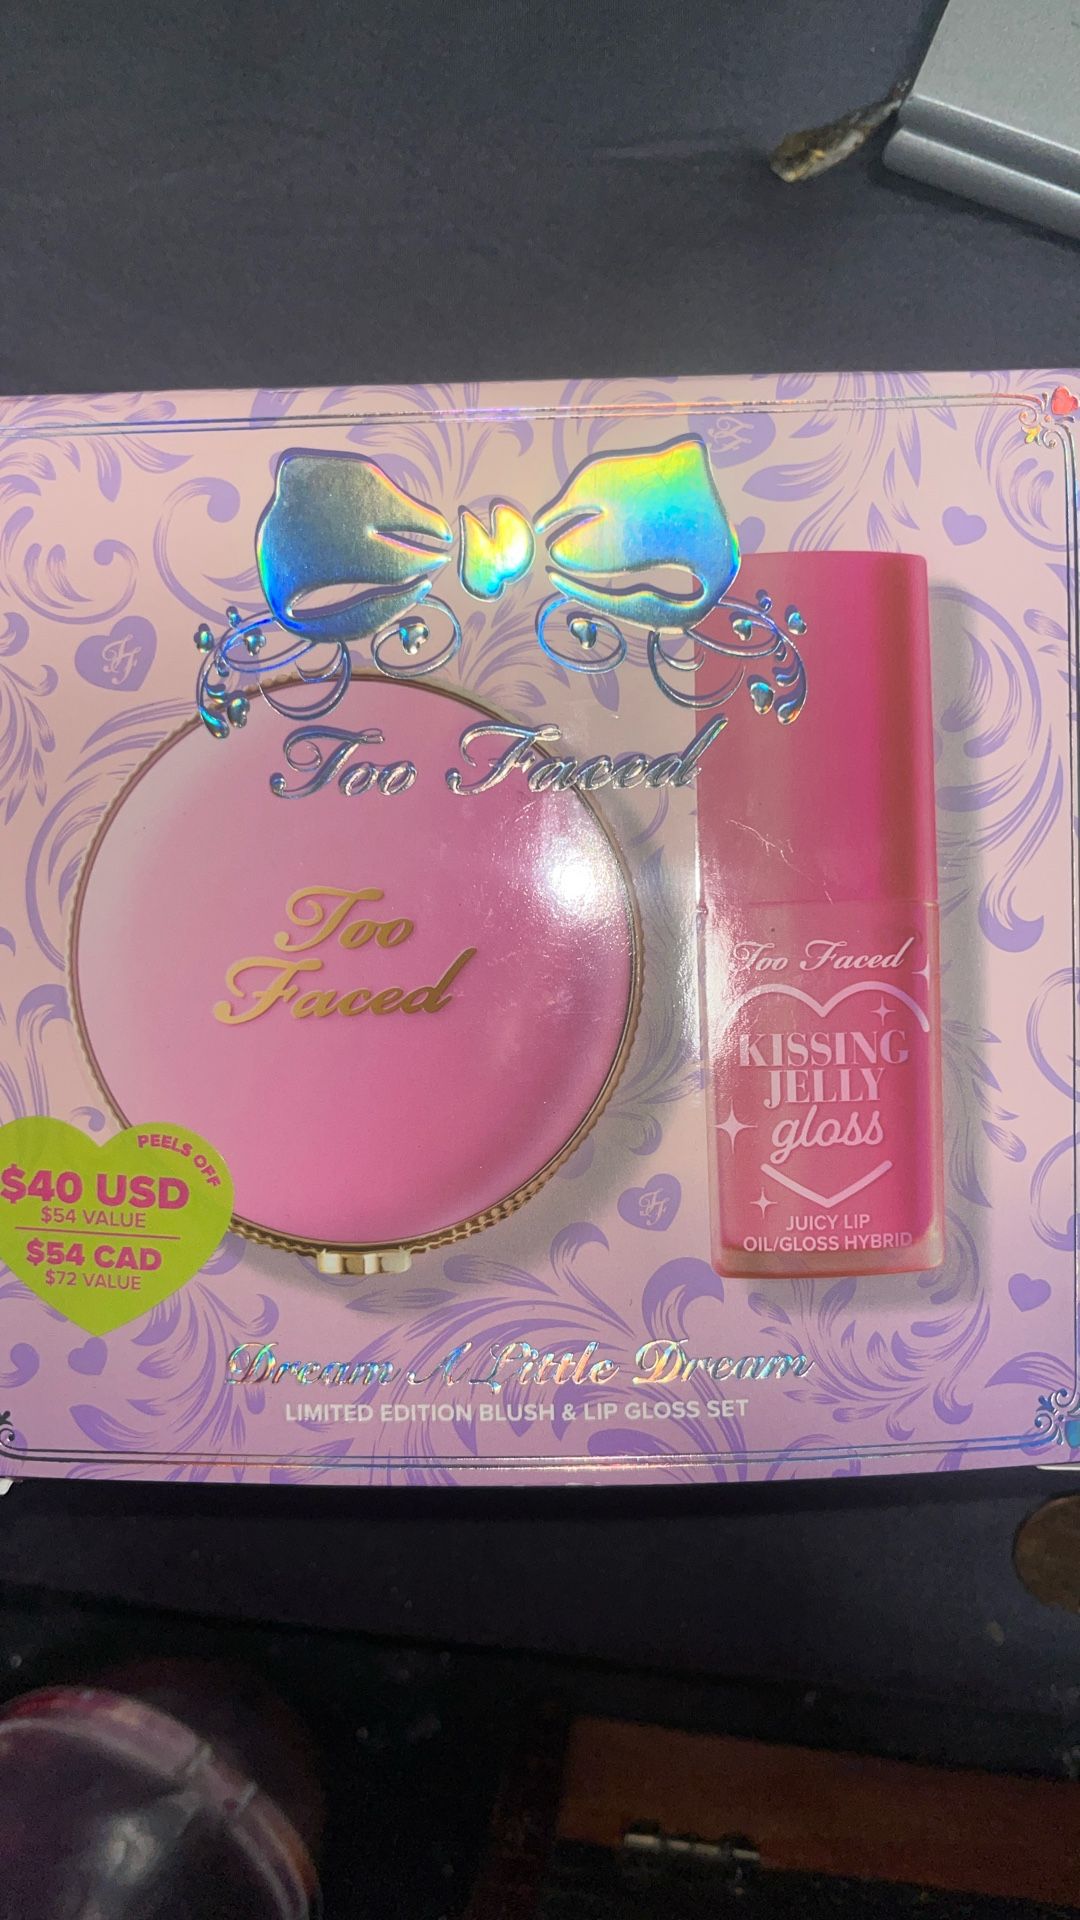 Too Faced
Too
Faced
Too Faced
KISSING
JELLY
gloss
JUICY LIP
OIL/GLOSS HYBRID
PEELS OFF
$40 USD
$54 VALUE
$54 CAD
$72 VALUE
Dream A Little Dream
LIMITED EDITION BLUSH & LIP GLOSS SET